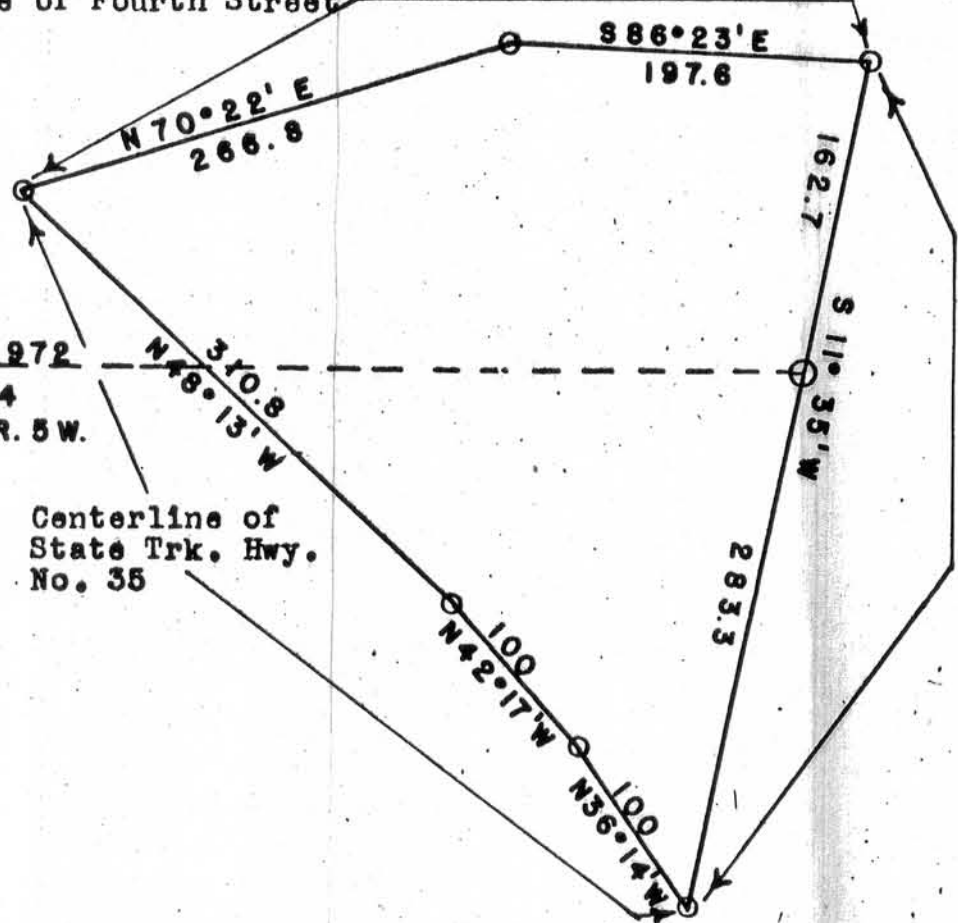 e of Fourth Street
S 86° 23' E
197.6
N 70° 22' E
266.8
162.7
S 11° 35' W
283.3
972
4
R. 5 W.
310.8
N 48° 13' W
Centerline of
State Trk. Hwy.
No. 35
100
N 42° 17' W
100
N 36° 14' W